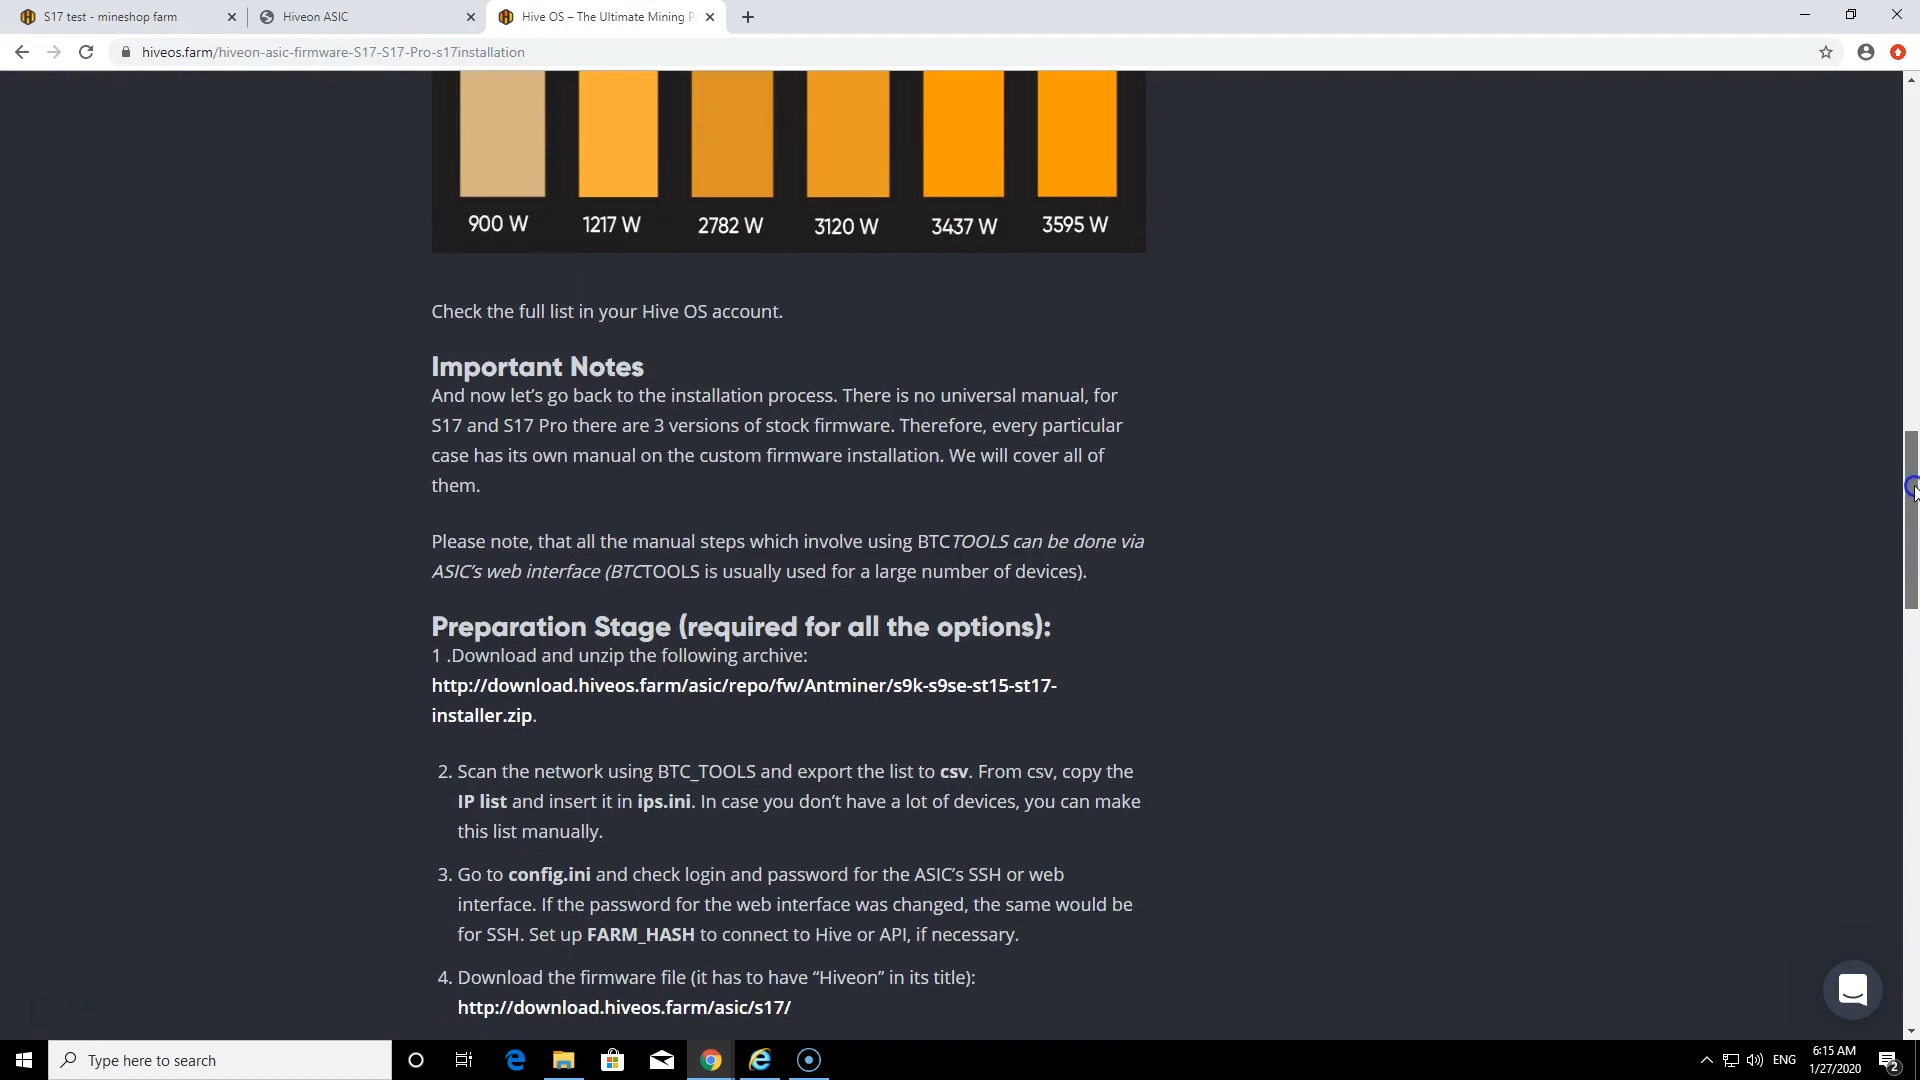 S17 test - mineshop farm
Hiveon ASIC
Hive OS – The Ultimate Mining P
hiveos.farm/hiveon-asic-firmware-S17-S17-Pro-s17installation
900 W
1217 W
2782 W
3120 W
3437 W
3595 W
Check the full list in your Hive OS account.
Important Notes
And now let’s go back to the installation process. There is no universal manual, for
S17 and S17 Pro there are 3 versions of stock firmware. Therefore, every particular
case has its own manual on the custom firmware installation. We will cover all of
them.
Please note, that all the manual steps which involve using BTCTOOLS can be done via
ASIC’s web interface (BTCTOOLS is usually used for a large number of devices).
Preparation Stage (required for all the options):
1 .Download and unzip the following archive:
http://download.hiveos.farm/asic/repo/fw/Antminer/s9k-s9se-st15-st17-
installer.zip.
2. Scan the network using BTC_TOOLS and export the list to csv. From csv, copy the
IP list and insert it in ips.ini. In case you don’t have a lot of devices, you can make
this list manually.
3. Go to config.ini and check login and password for the ASIC’s SSH or web
interface. If the password for the web interface was changed, the same would be
for SSH. Set up FARM_HASH to connect to Hive or API, if necessary.
4. Download the firmware file (it has to have “Hiveon” in its title):
http://download.hiveos.farm/asic/s17/
Type here to search
ENG
6:15 AM
1/27/2020
2